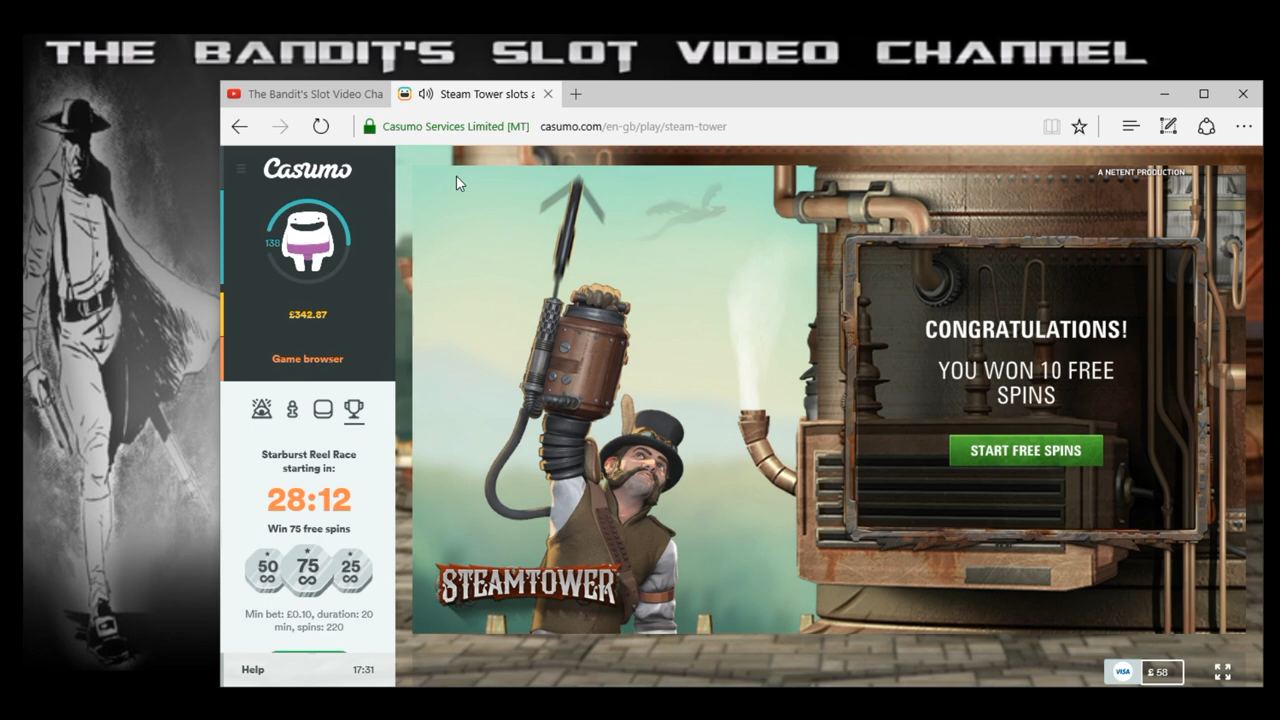 THE BANDIT'S SLOT VIDEO CHANNEL
The Bandit's Slot Video Cha
Steam Tower slots a
Casumo Services Limited [MT] casumo.com/en-gb/play/steam-tower
Casumo
138
£342.87
Game browser
Starburst Reel Race
starting in:
28:12
Win 75 free spins
50 75 25
Min bet: £0.10, duration: 20
min, spins: 220
Help 17:31
A NETENT PRODUCTION
CONGRATULATIONS!
YOU WON 10 FREE
SPINS
START FREE SPINS
STEAMTOWER
VISA £ 58